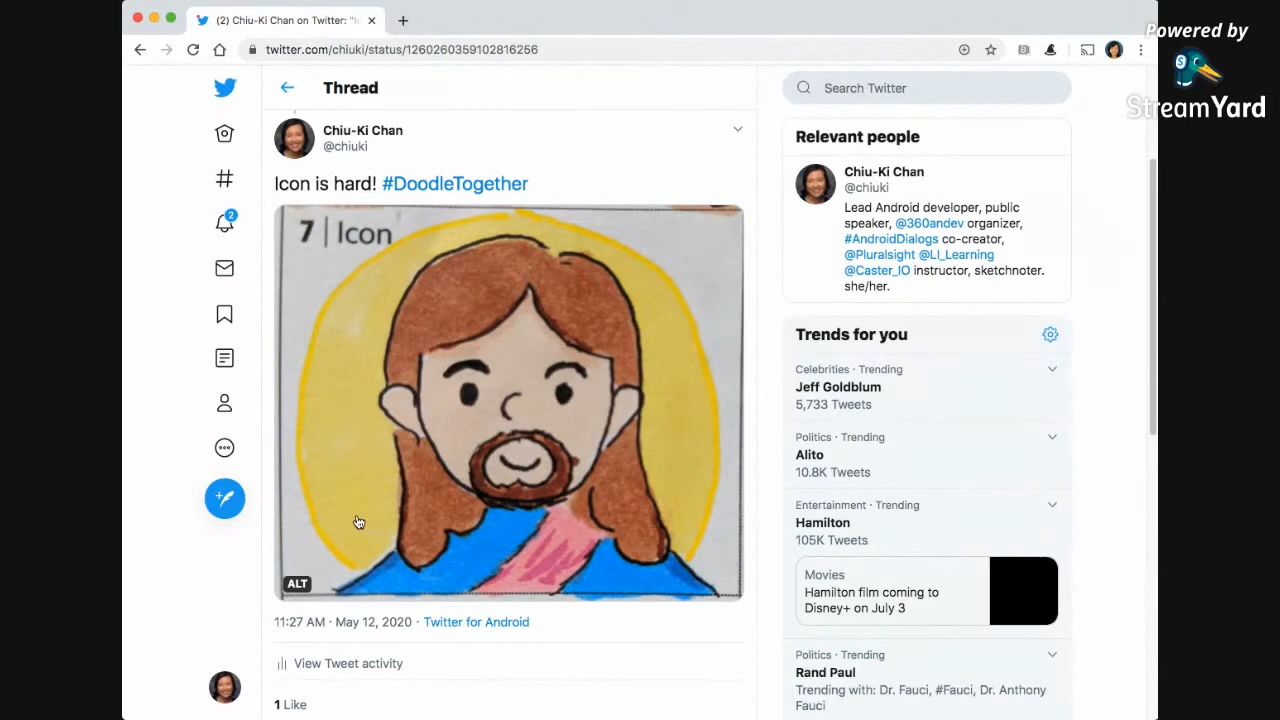 (2) Chiu-Ki Chan on Twitter: "Ic
twitter.com/chiuki/status/1260260359102816256
Powered by
StreamYard
2
Thread
Chiu-Ki Chan
@chiuki
Icon is hard! #DoodleTogether
7 | Icon
ALT
11:27 AM · May 12, 2020 · Twitter for Android
View Tweet activity
1 Like
Search Twitter
Relevant people
Chiu-Ki Chan
@chiuki
Lead Android developer, public
speaker, @360andev organizer,
#AndroidDialogs co-creator,
@Pluralsight @LI_Learning
@Caster_IO instructor, sketchnoter.
she/her.
Trends for you
Celebrities · Trending
Jeff Goldblum
5,733 Tweets
Politics · Trending
Alito
10.8K Tweets
Entertainment · Trending
Hamilton
105K Tweets
Movies
Hamilton film coming to
Disney+ on July 3
Politics · Trending
Rand Paul
Trending with: Dr. Fauci, #Fauci, Dr. Anthony
Fauci